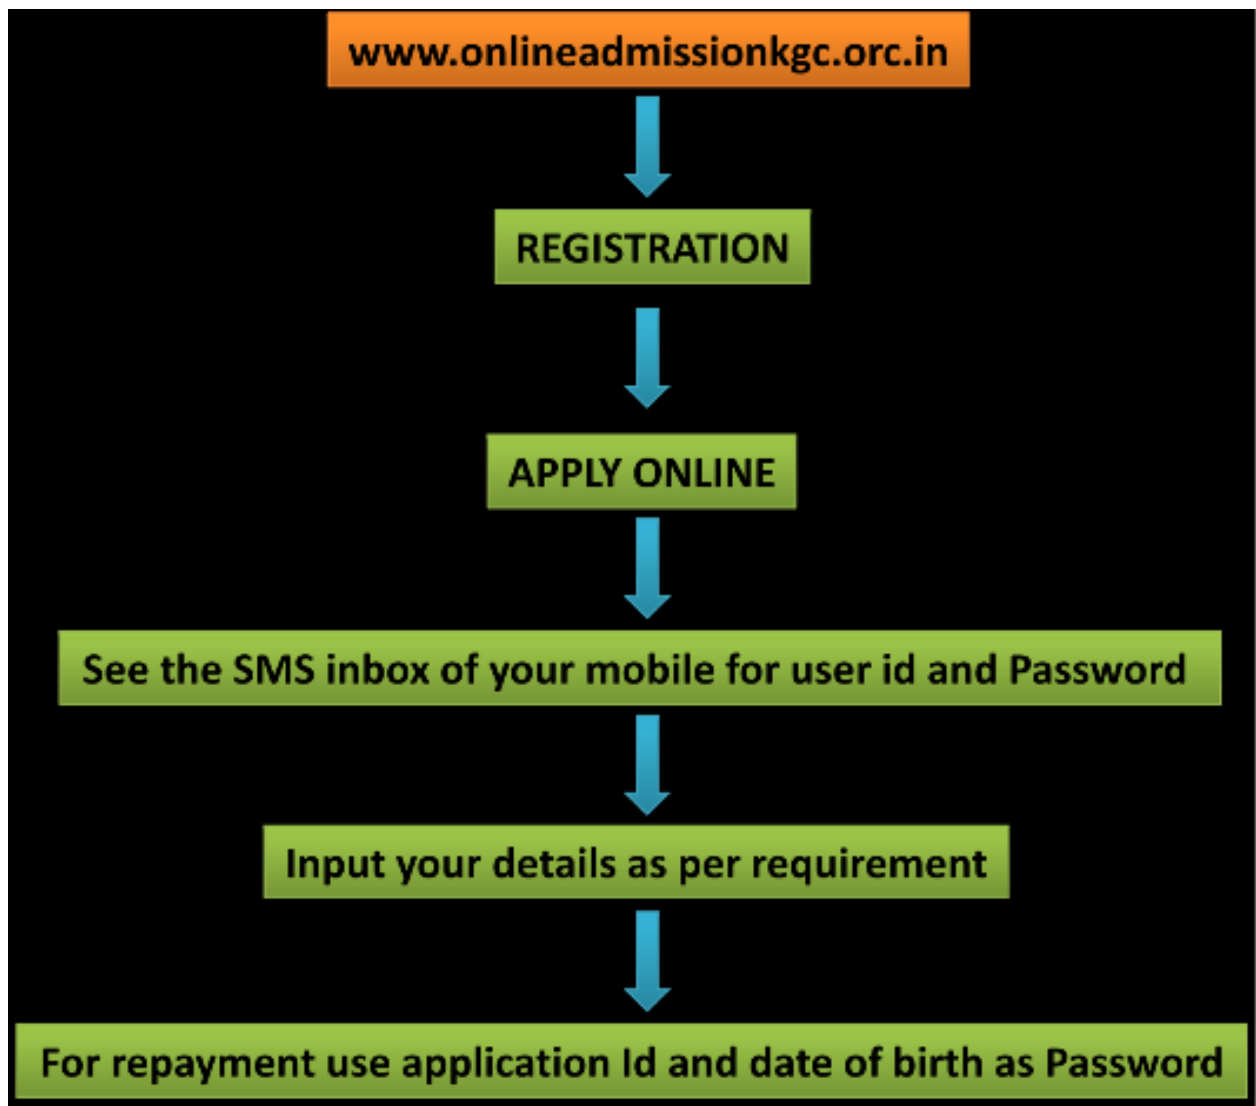 www.onlineadmissionkgc.orc.in
REGISTRATION
APPLY ONLINE
See the SMS inbox of your mobile for user id and Password
Input your details as per requirement
For repayment use application Id and date of birth as Password